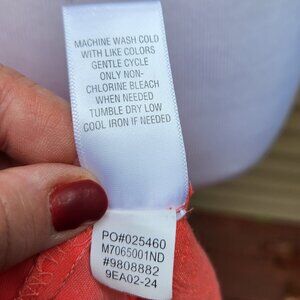 MACHINE WASH COLD
WITH LIKE COLORS
GENTLE CYCLE
ONLY NON-
CHLORINE BLEACH
WHEN NEEDED
TUMBLE DRY LOW
COOL IRON IF NEEDED
PO#025460
M7065001ND
#9808882
9EA02-24